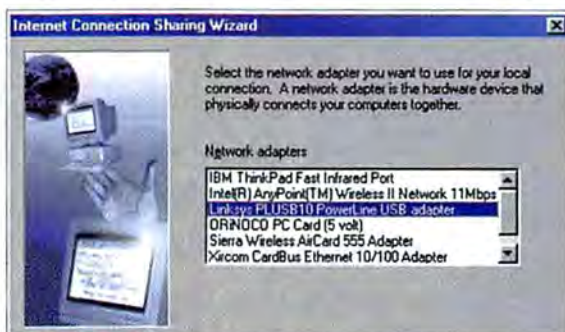 Internet Connection Sharing Wizard
Select the network adapter you want to use for your local
connection. A network adapter is the hardware device that
physically connects your computers together.
Network adapters
IBM ThinkPad Fast Infrared Port
Intel(R) AnyPoint(TM) Wireless II Network 11Mbps
Linksys PLUSB10 PowerLine USB adapter
ORiNOCO PC Card (5 volt)
Sierra Wireless AirCard 555 Adapter
Xircom CardBus Ethernet 10/100 Adapter